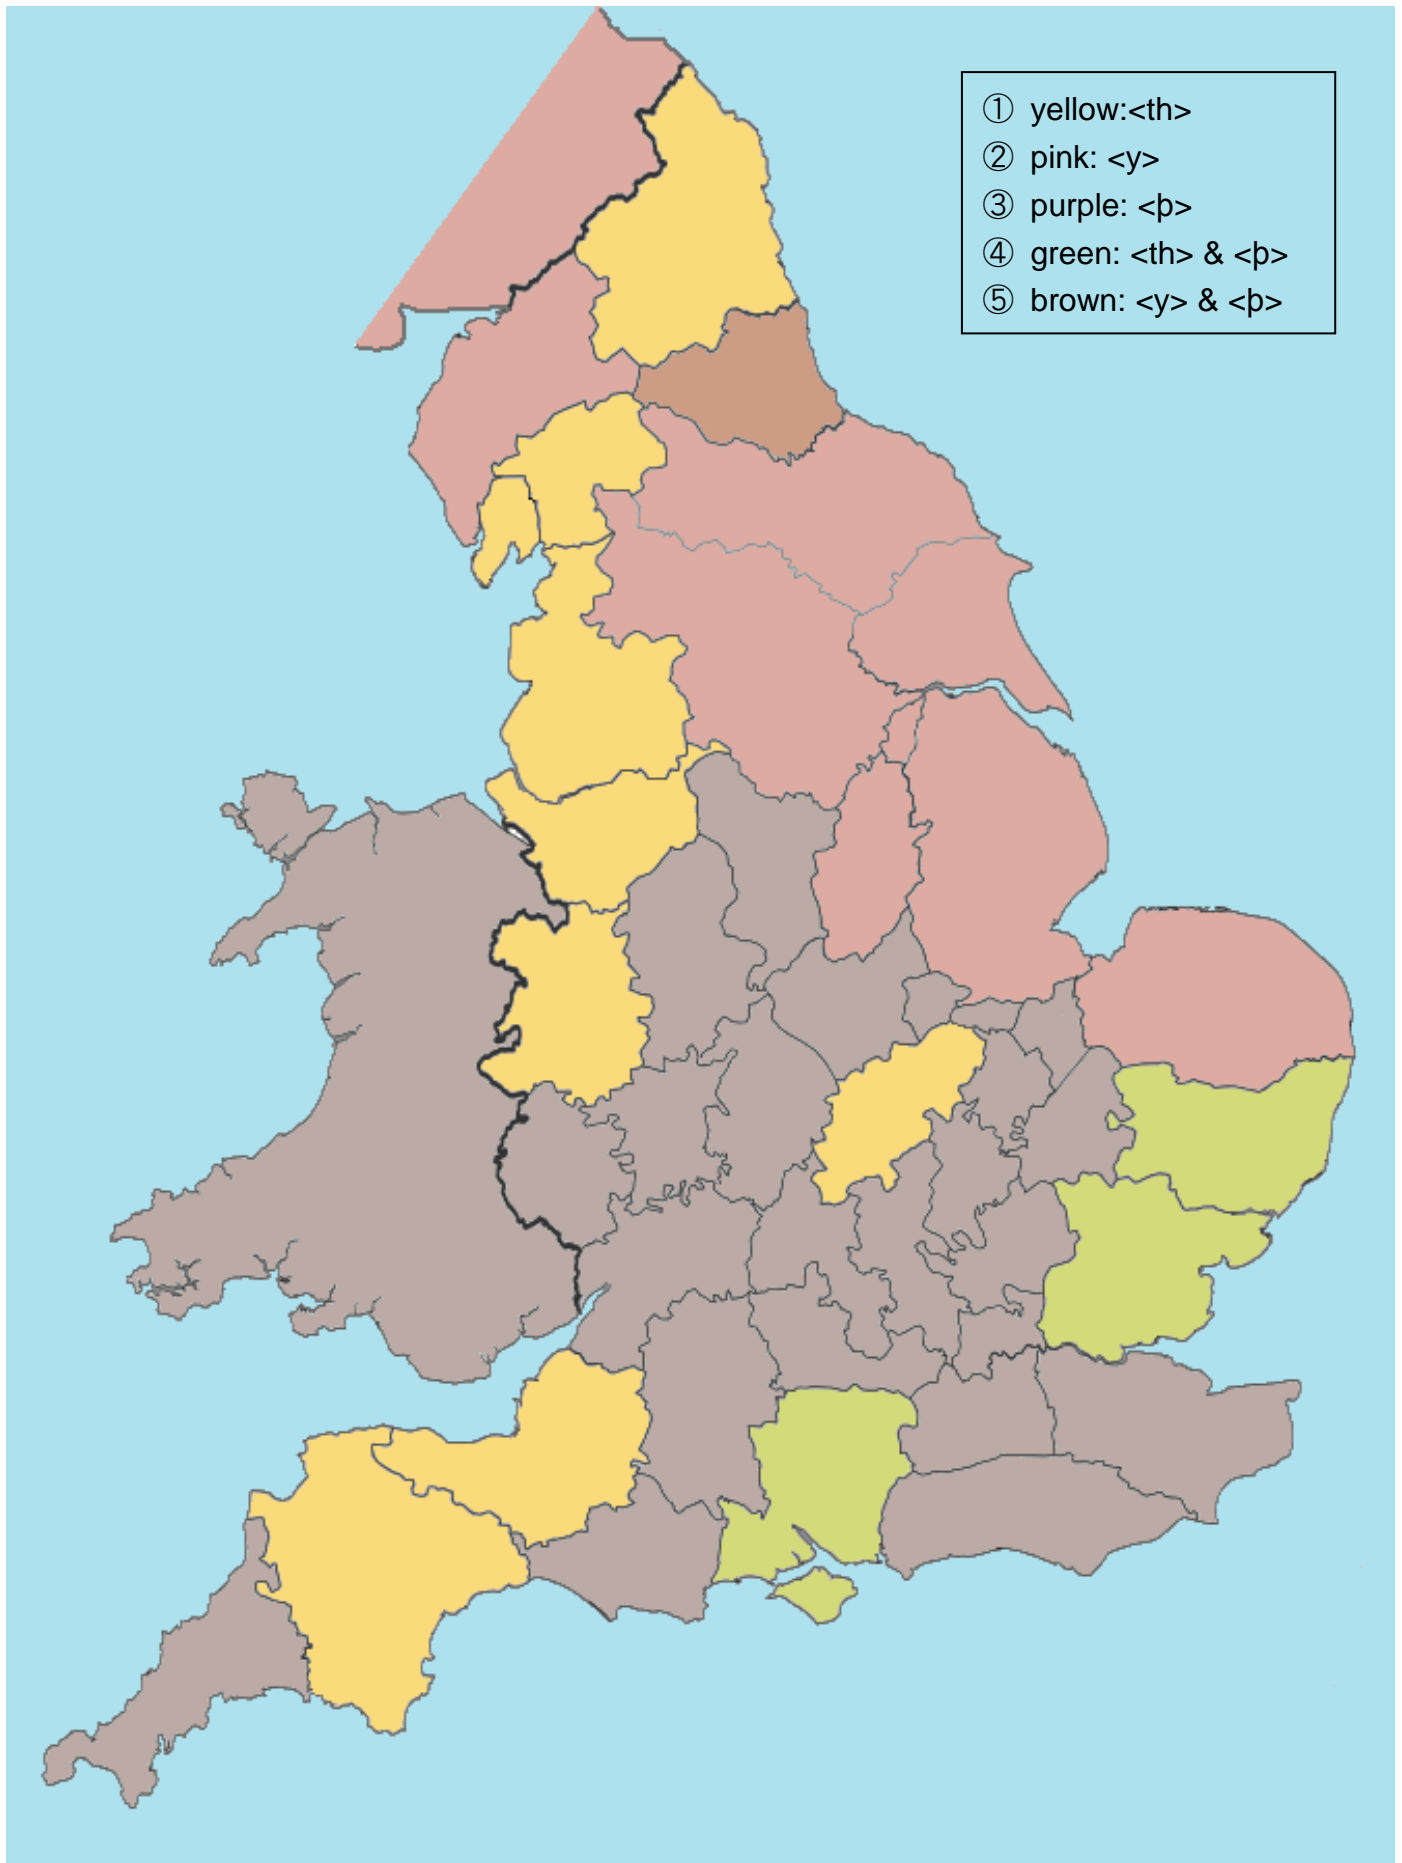 ① yellow:<th>
② pink: <y>
③ purple: <þ>
④ green: <th> & <þ>
⑤ brown: <y> & <þ>